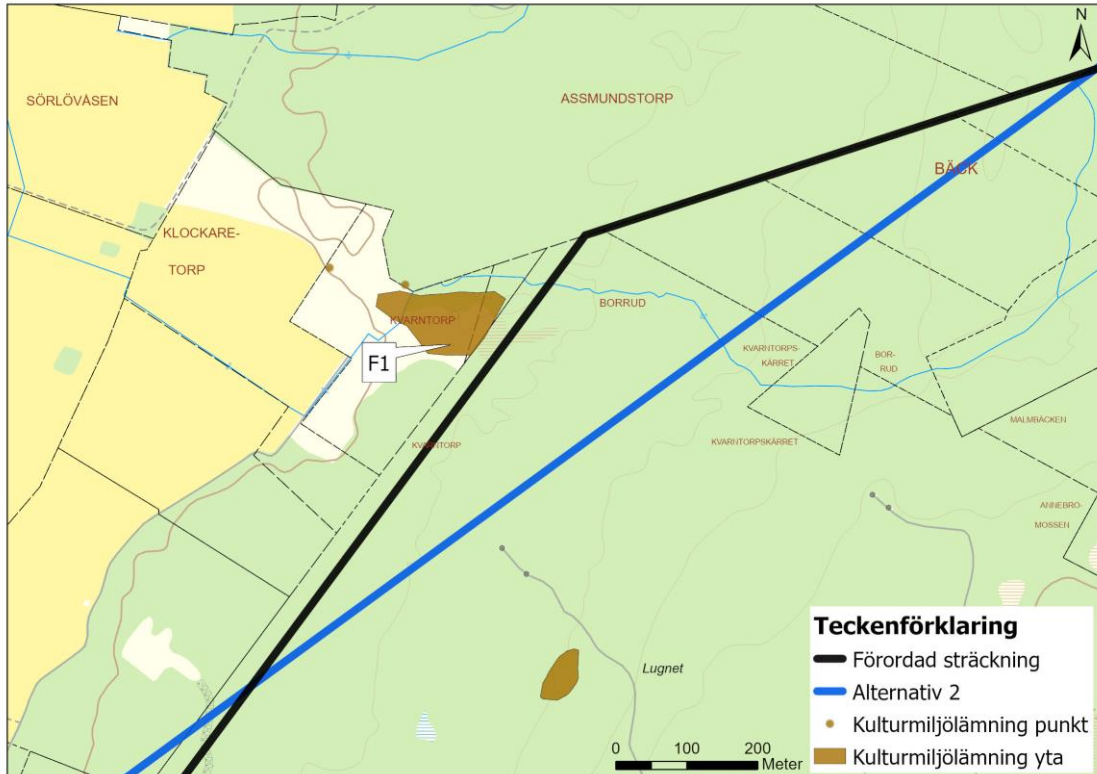 N
SÖRLÖVÅSEN
ASSMUNDSTORP
BÄCK
KLOCKARE-
TORP
BORRUD
KVARNTORP
KVARNTORPS-
KÄRRET
BOR-
RUD
F1
MALMBÄCKEN
KVARNTORP
KVARNTORPSKÄRRET
ANNEBRO-
MOSSEN
Lugnet
Teckenförklaring
Förordad sträckning
Alternativ 2
Kulturmiljölämning punkt
Kulturmiljölämning yta
0 100 200
Meter